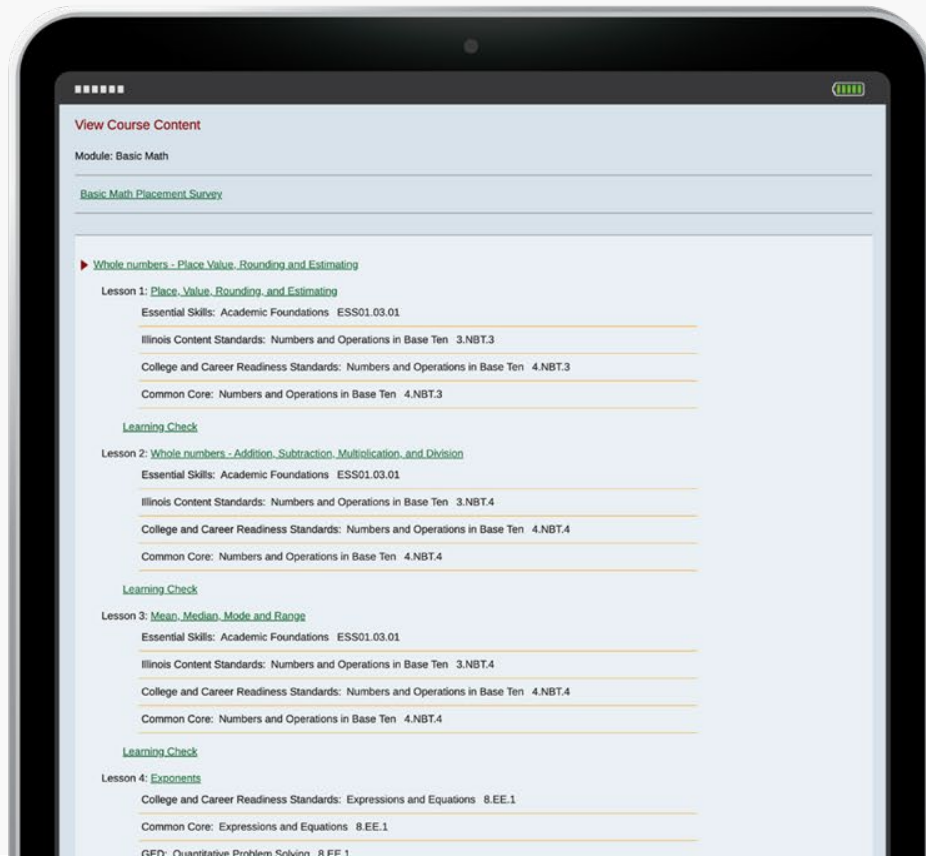 View Course Content
Module: Basic Math
Basic Math Placement Survey
Whole numbers - Place Value, Rounding and Estimating
Lesson 1: Place, Value, Rounding, and Estimating
Essential Skills: Academic Foundations ESS01.03.01
Illinois Content Standards: Numbers and Operations in Base Ten 3.NBT.3
College and Career Readiness Standards: Numbers and Operations in Base Ten 4.NBT.3
Common Core: Numbers and Operations in Base Ten 4.NBT.3
Learning Check
Lesson 2: Whole numbers - Addition, Subtraction, Multiplication, and Division
Essential Skills: Academic Foundations ESS01.03.01
Illinois Content Standards: Numbers and Operations in Base Ten 3.NBT.4
College and Career Readiness Standards: Numbers and Operations in Base Ten 4.NBT.4
Common Core: Numbers and Operations in Base Ten 4.NBT.4
Learning Check
Lesson 3: Mean, Median, Mode and Range
Essential Skills: Academic Foundations ESS01.03.01
Illinois Content Standards: Numbers and Operations in Base Ten 3.NBT.4
College and Career Readiness Standards: Numbers and Operations in Base Ten 4.NBT.4
Common Core: Numbers and Operations in Base Ten 4.NBT.4
Learning Check
Lesson 4: Exponents
College and Career Readiness Standards: Expressions and Equations 8.EE.1
Common Core: Expressions and Equations 8.EE.1
GED: Quantitative Problem Solving 8.EE.1